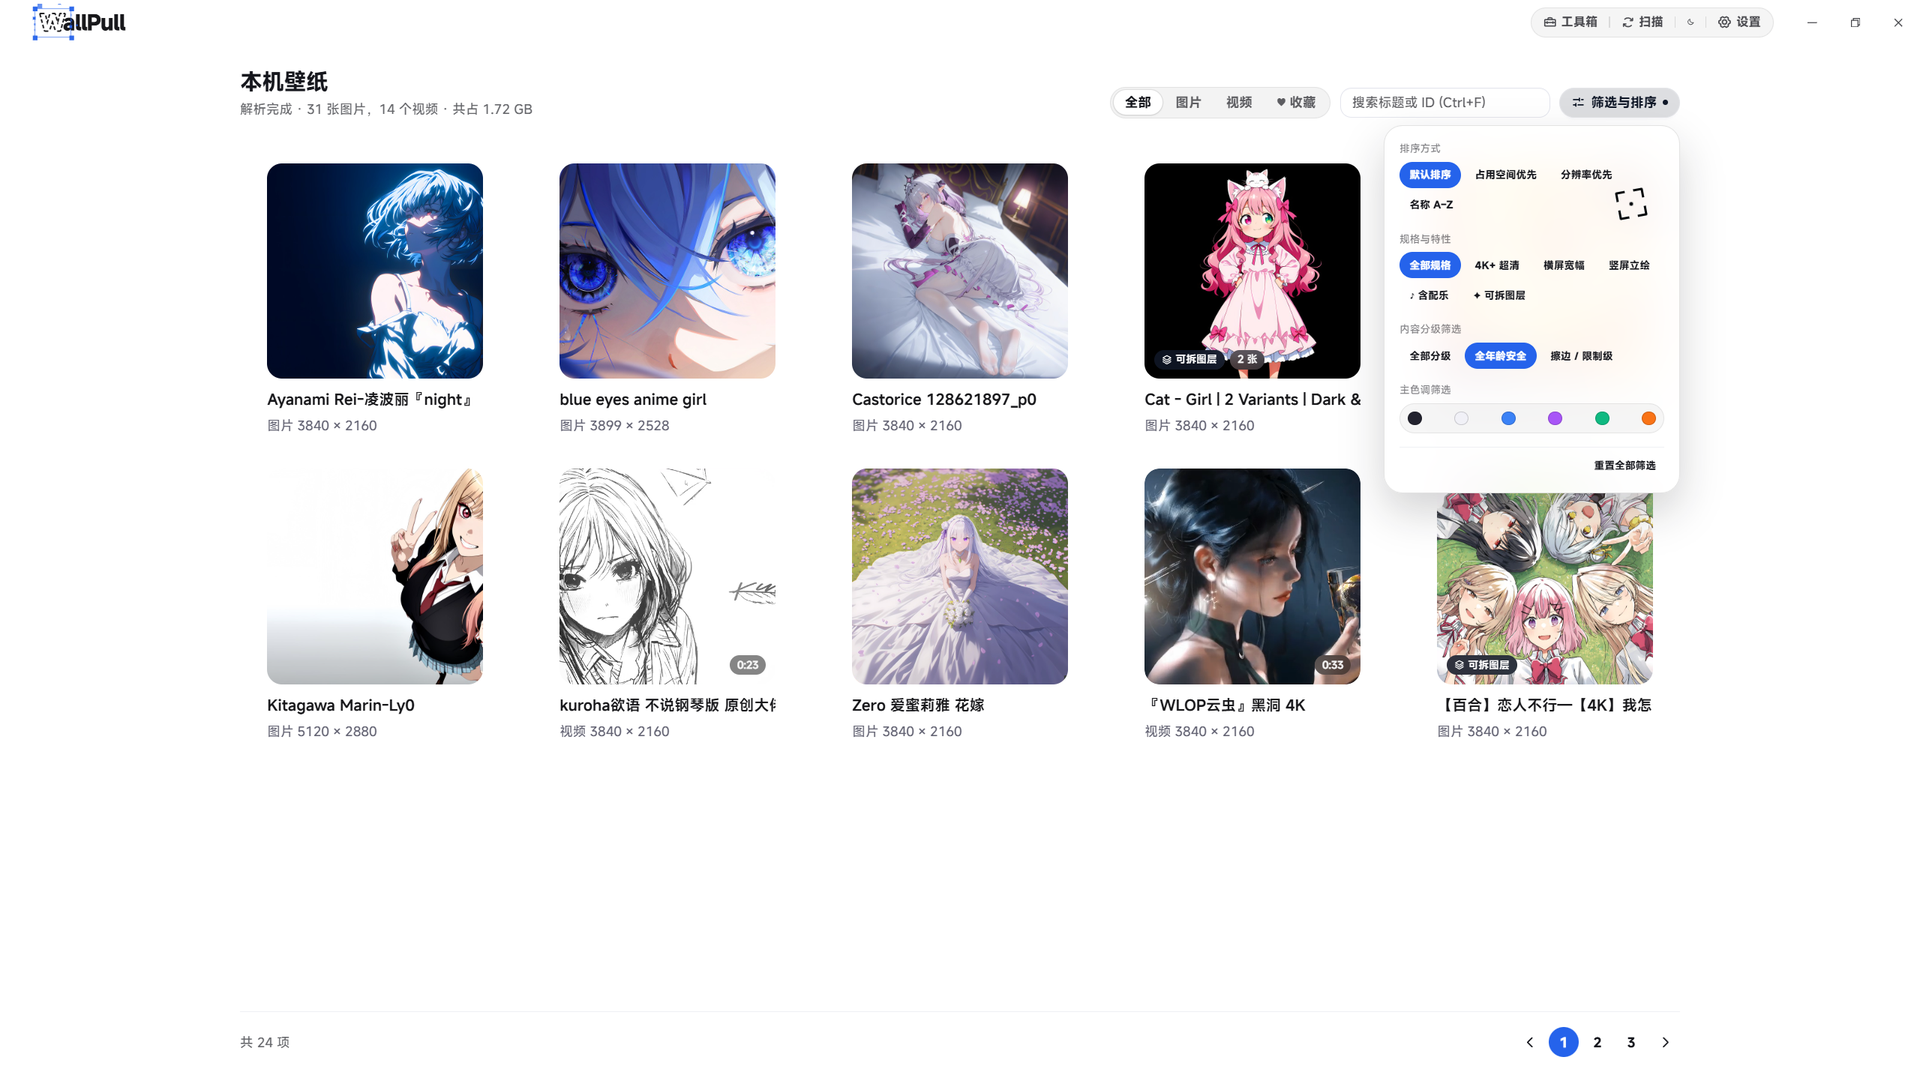 WallPull
工具箱
扫描
设置
本机壁纸
解析完成 · 31 张图片，14 个视频 · 共占 1.72 GB
全部
图片
视频
♥ 收藏
搜索标题或 ID (Ctrl+F)
筛选与排序 •
排序方式
默认排序
占用空间优先
分辨率优先
名称 A-Z
规格与特性
全部规格
4K+ 超清
横屏宽幅
竖屏立绘
♪ 含配乐
✦ 可拆图层
内容分级筛选
全部分级
全年龄安全
擦边 / 限制级
主色调筛选
重置全部筛选
可拆图层
2 张
Ayanami Rei-凌波丽『night』
图片 3840 × 2160
blue eyes anime girl
图片 3899 × 2528
Castorice 128621897_p0
图片 3840 × 2160
Cat - Girl | 2 Variants | Dark &
图片 3840 × 2160
0:23
0:33
可拆图层
Kitagawa Marin-Ly0
图片 5120 × 2880
kuroha欲语 不说钢琴版 原创大
视频 3840 × 2160
Zero 爱蜜莉雅 花嫁
图片 3840 × 2160
『WLOP云虫』黑洞 4K
视频 3840 × 2160
【百合】恋人不行—【4K】我怎
图片 3840 × 2160
共 24 项
1
2
3